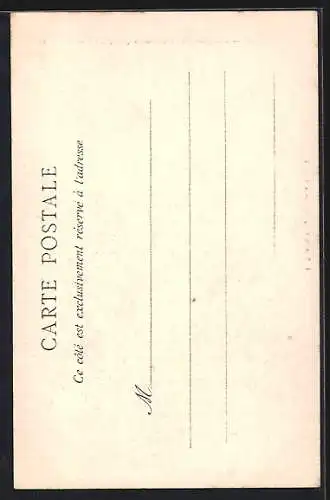 CARTE POSTALE
Ce côté est exclusivement réservé à l'adresse
M